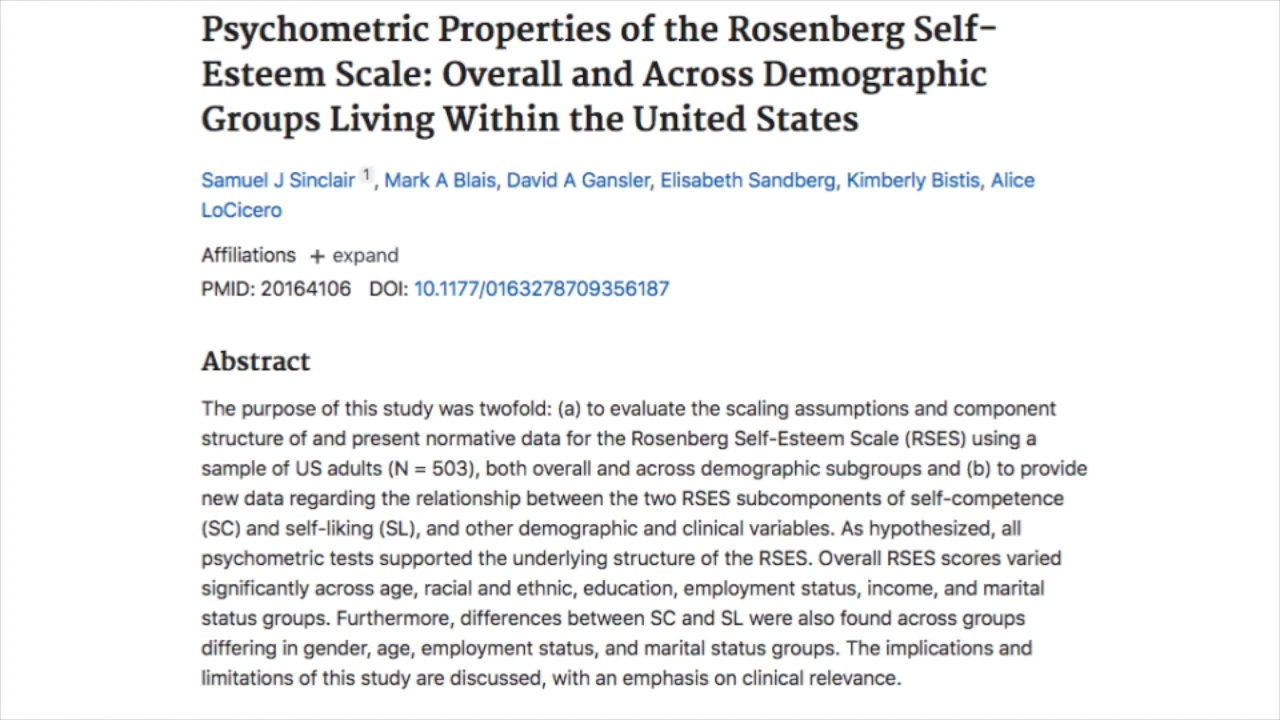 Psychometric Properties of the Rosenberg Self-
Esteem Scale: Overall and Across Demographic
Groups Living Within the United States
Samuel J Sinclair 1, Mark A Blais, David A Gansler, Elisabeth Sandberg, Kimberly Bistis, Alice
LoCicero
Affiliations + expand
PMID: 20164106 DOI: 10.1177/0163278709356187
Abstract
The purpose of this study was twofold: (a) to evaluate the scaling assumptions and component
structure of and present normative data for the Rosenberg Self-Esteem Scale (RSES) using a
sample of US adults (N = 503), both overall and across demographic subgroups and (b) to provide
new data regarding the relationship between the two RSES subcomponents of self-competence
(SC) and self-liking (SL), and other demographic and clinical variables. As hypothesized, all
psychometric tests supported the underlying structure of the RSES. Overall RSES scores varied
significantly across age, racial and ethnic, education, employment status, income, and marital
status groups. Furthermore, differences between SC and SL were also found across groups
differing in gender, age, employment status, and marital status groups. The implications and
limitations of this study are discussed, with an emphasis on clinical relevance.